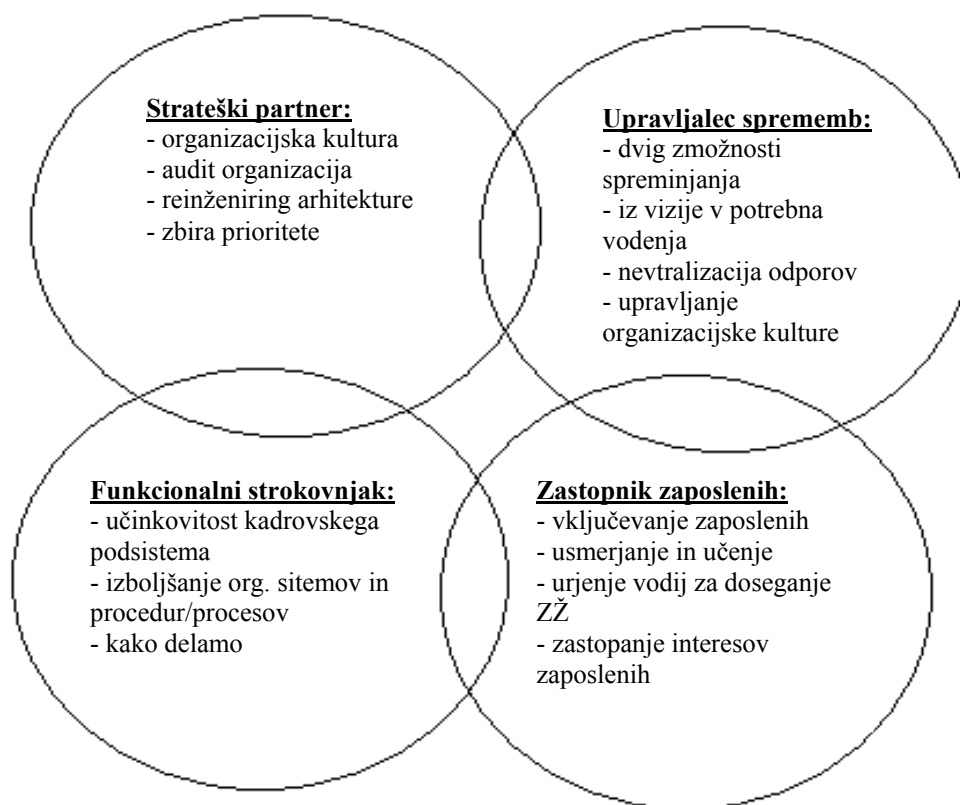 Strateški partner:
- organizacijska kultura
- audit organizacija
- reinženiring arhitekture
- zbira prioritete
Upravljalec sprememb:
- dvig zmožnosti
spreminjanja
- iz vizije v potrebna
vodenja
- nevtralizacija odporov
- upravljanje
organizacijske kulture
Funkcionalni strokovnjak:
- učinkovitost kadrovskega
podsistema
- izboljšanje org. sitemov in
procedur/procesov
- kako delamo
Zastopnik zaposlenih:
- vključevanje zaposlenih
- usmerjanje in učenje
- urjenje vodij za doseganje
ZŽ
- zastopanje interesov
zaposlenih